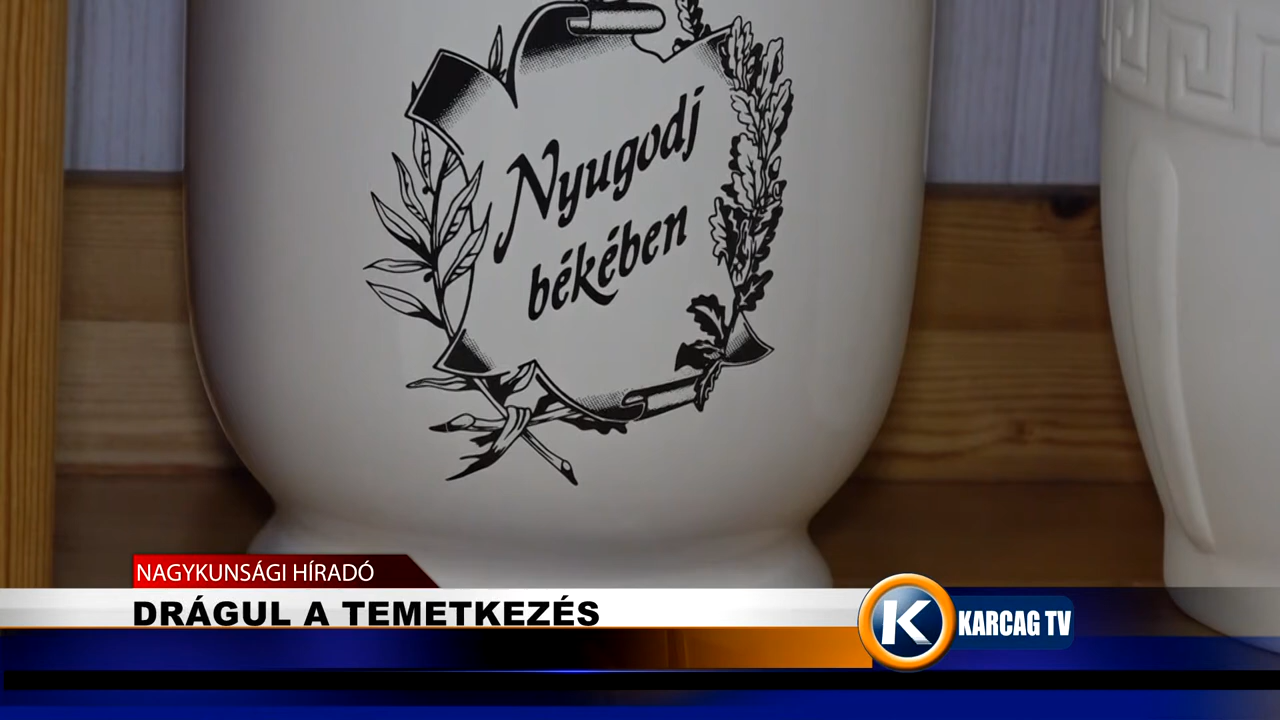 Nyugodj
békében
NAGYKUNSÁGI HÍRADÓ
DRÁGUL A TEMETKEZÉS
K KARCAG TV